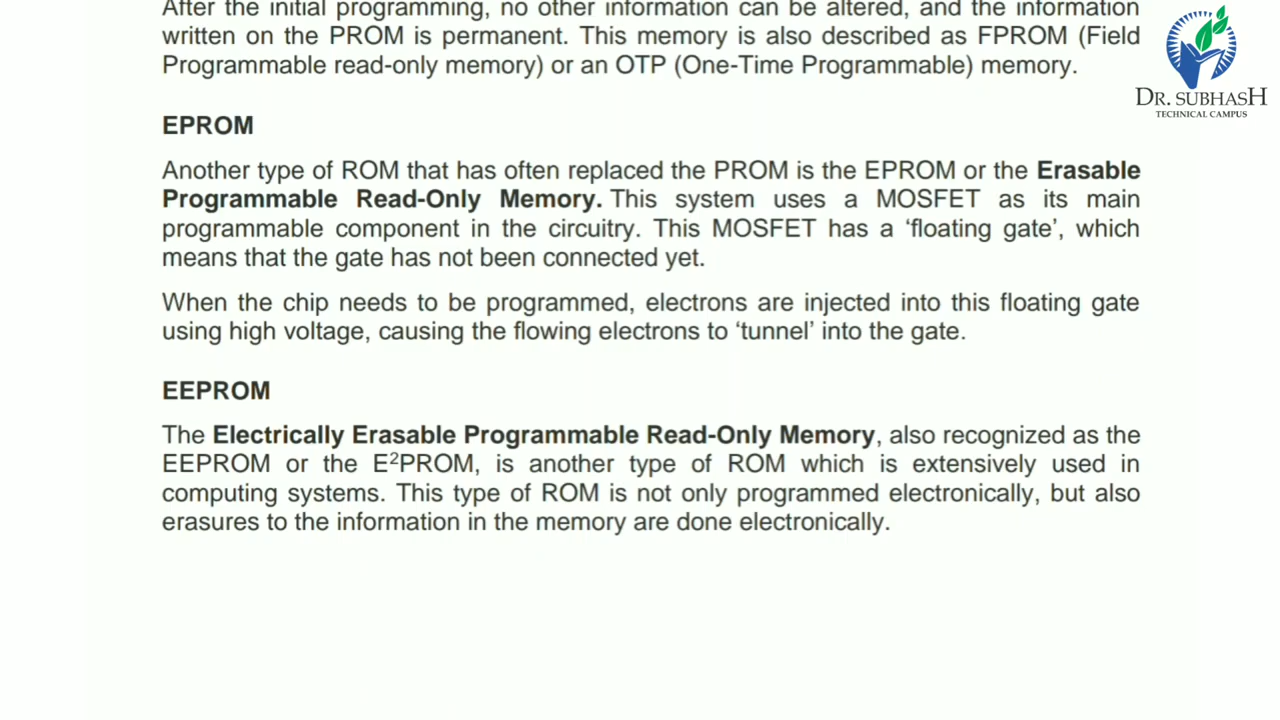 After the initial programming, no other information can be altered, and the information
written on the PROM is permanent. This memory is also described as FPROM (Field
Programmable read-only memory) or an OTP (One-Time Programmable) memory.
DR. SUBHASH
TECHNICAL CAMPUS
EPROM
Another type of ROM that has often replaced the PROM is the EPROM or the Erasable
Programmable Read-Only Memory. This system uses a MOSFET as its main
programmable component in the circuitry. This MOSFET has a ‘floating gate’, which
means that the gate has not been connected yet.
When the chip needs to be programmed, electrons are injected into this floating gate
using high voltage, causing the flowing electrons to ‘tunnel’ into the gate.
EEPROM
The Electrically Erasable Programmable Read-Only Memory, also recognized as the
EEPROM or the E²PROM, is another type of ROM which is extensively used in
computing systems. This type of ROM is not only programmed electronically, but also
erasures to the information in the memory are done electronically.